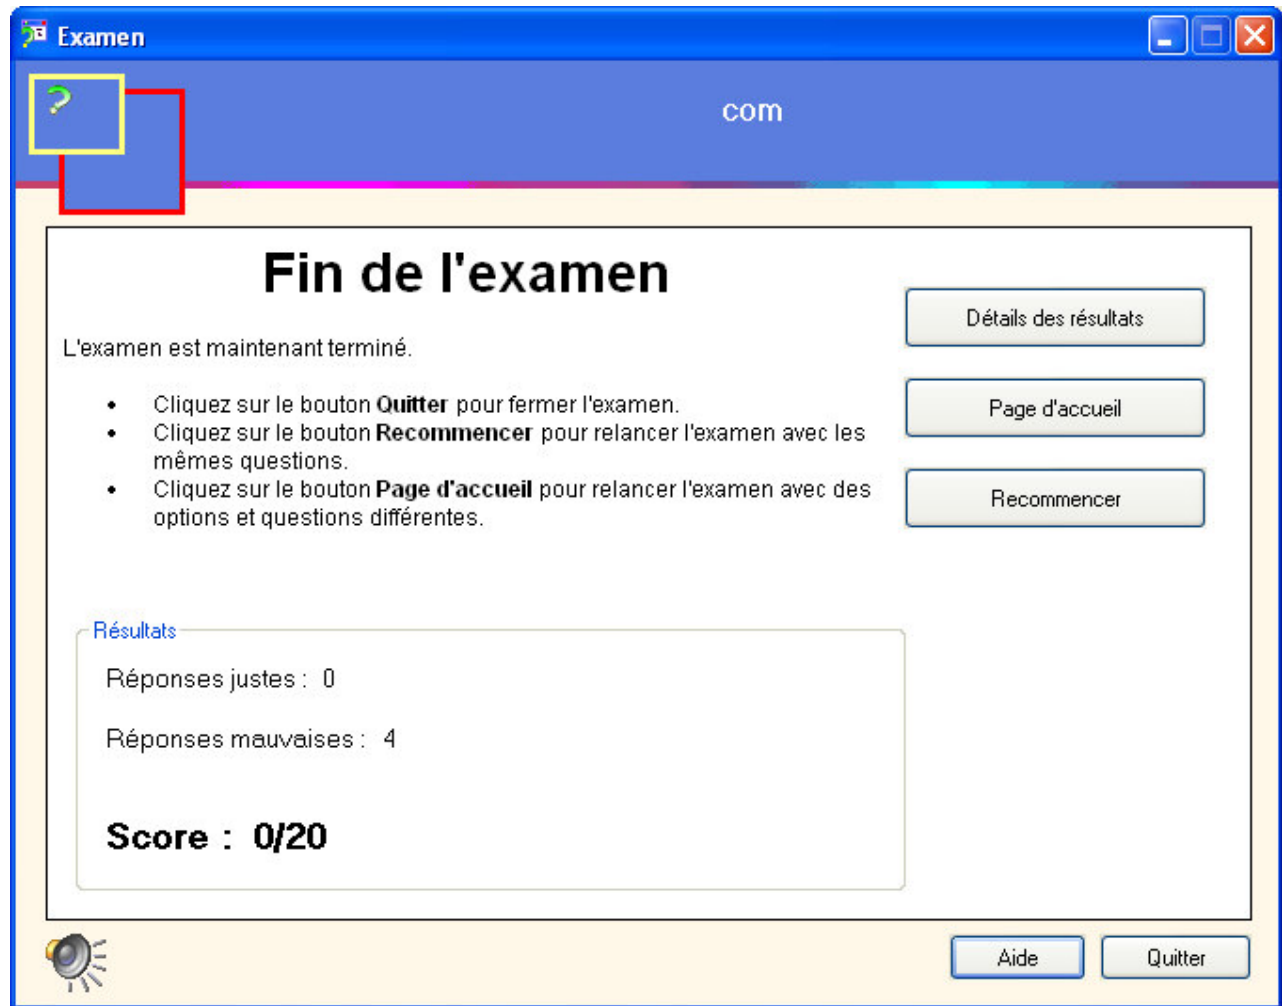 Examen
?
com
Fin de l'examen
L'examen est maintenant terminé.
• Cliquez sur le bouton Quitter pour fermer l'examen.
• Cliquez sur le bouton Recommencer pour relancer l'examen avec les
mêmes questions.
• Cliquez sur le bouton Page d'accueil pour relancer l'examen avec des
options et questions différentes.
Détails des résultats
Page d'accueil
Recommencer
Résultats
Réponses justes : 0
Réponses mauvaises : 4
Score : 0/20
Aide
Quitter